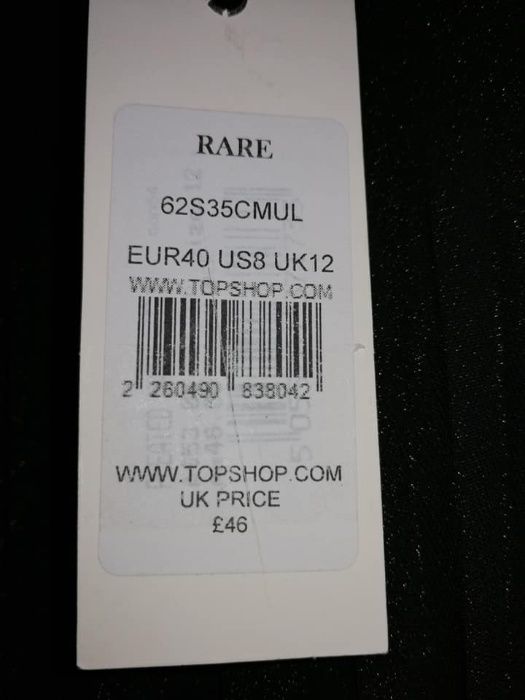 RARE
62S35CMUL
EUR40 US8 UK12
WWW.TOPSHOP.COM
2 260490 838042
WWW.TOPSHOP.COM
UK PRICE
£46